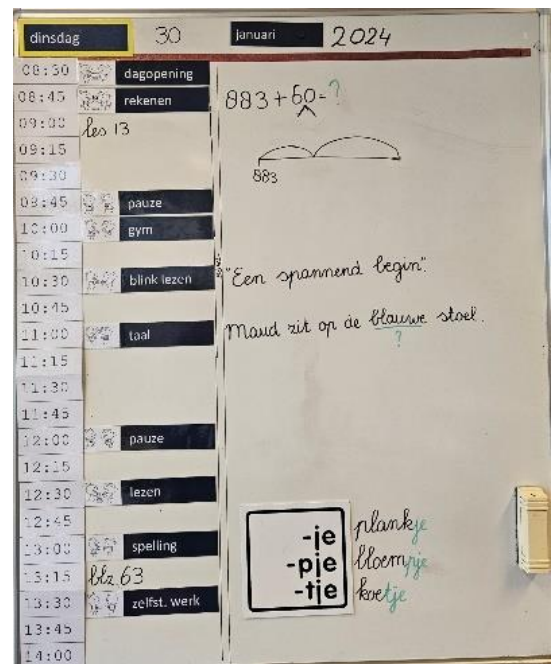 dinsdag 30 januari 2024
08:30 dagopening
08:45 rekenen 883+60=?
09:00 les 13
09:15
883
09:30
09:45 pauze
10:00 gym
10:15
10:30 blink lezen "Een spannend begin".
10:45
11:00 taal Maud zit op de blauwe stoel.
?
11:15
11:30
11:45
12:00 pauze
12:15
12:30 lezen
12:45
-je plankje
13:00 spelling -pie bloempje
13:15 blz. 63
-tje koetje
13:30 zelfst. werk
13:45
14:00